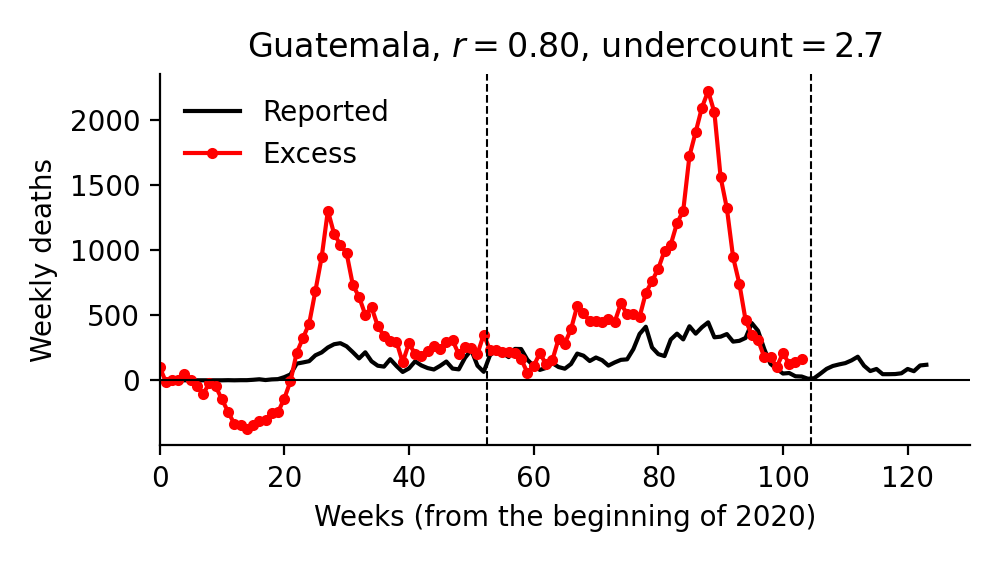 Guatemala, r = 0.80, undercount = 2.7
Reported
Excess
2000
1500
1000
500
0
Weekly deaths
0 20 40 60 80 100 120
Weeks (from the beginning of 2020)